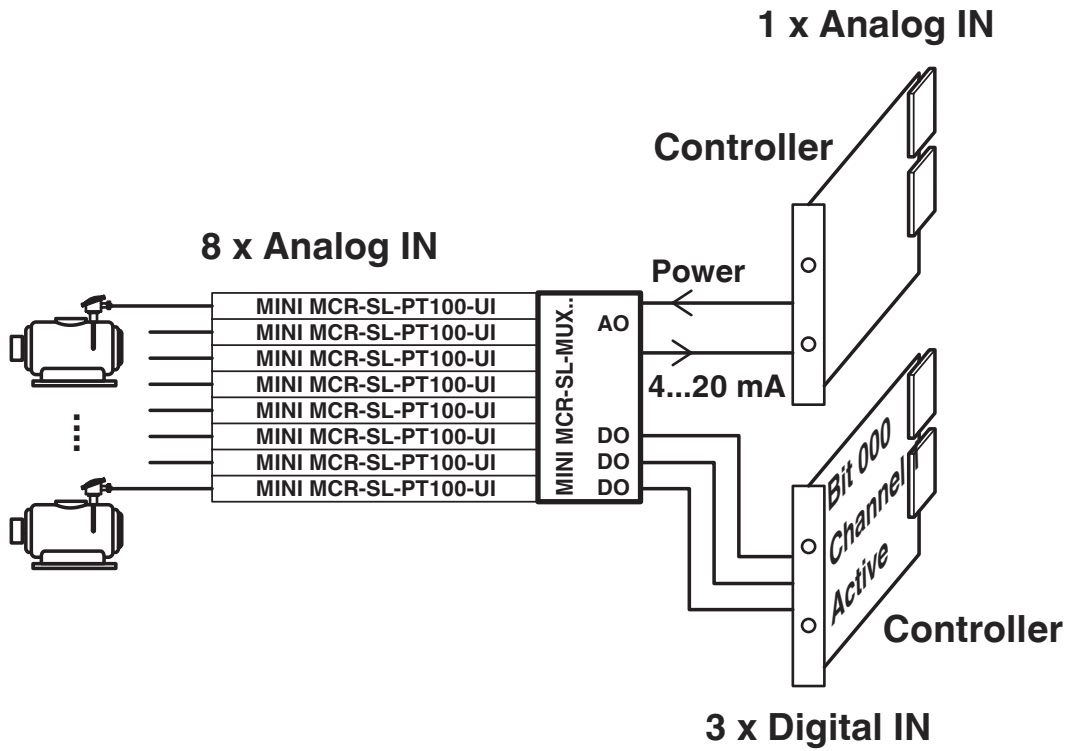 1 x Analog IN
Controller
8 x Analog IN
Power
MINI MCR-SL-PT100-UI
MINI MCR-SL-PT100-UI
MINI MCR-SL-PT100-UI
MINI MCR-SL-PT100-UI
MINI MCR-SL-PT100-UI
MINI MCR-SL-PT100-UI
MINI MCR-SL-PT100-UI
MINI MCR-SL-PT100-UI
MINI MCR-SL-MUX..
AO
4...20 mA
DO
DO
DO
Bit 000
Channel
Active
Controller
3 x Digital IN